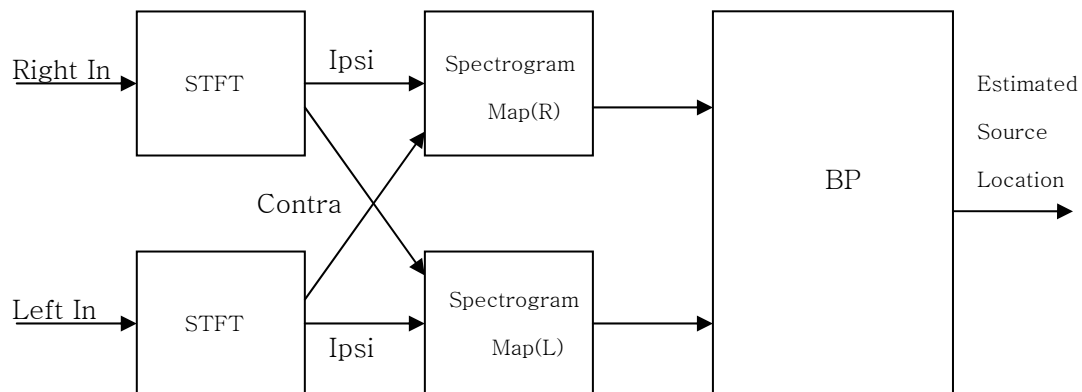 Right In
STFT
Ipsi
Spectrogram
Map(R)
Contra
BP
Estimated
Source
Location
Left In
STFT
Ipsi
Spectrogram
Map(L)